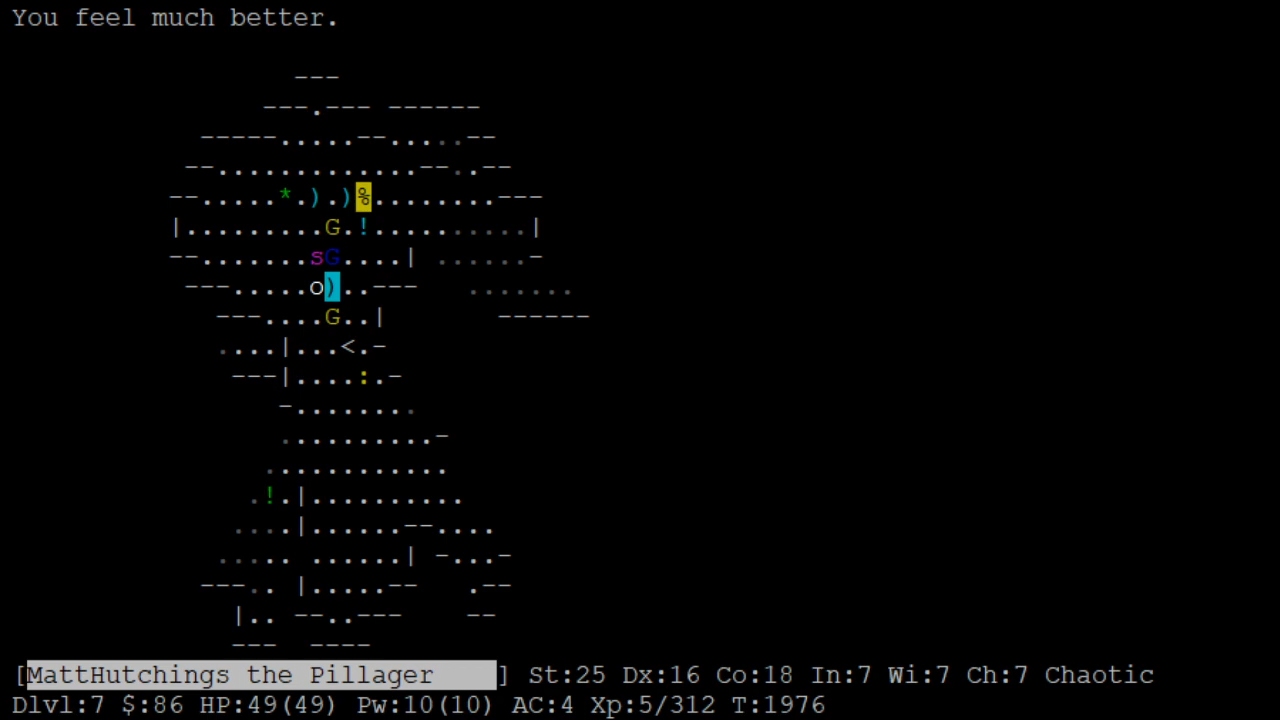 You feel much better.
---
---.--- ------
-----.....--.....--
--.............--..--
--.....*.).)%........---
|.........G.!..........|
--.......sG....| ......-
---.....o)..--- .......
---....G..| ------
....|...<.-
---|....:.-
-........
..........-
............
.!.|..........
....|......--....
..... ......| -...-
---.. |.....-- .--
|.. --..--- --
--- ----
[MattHutchings the Pillager ] St:25 Dx:16 Co:18 In:7 Wi:7 Ch:7 Chaotic
Dlvl:7 $:86 HP:49(49) Pw:10(10) AC:4 Xp:5/312 T:1976